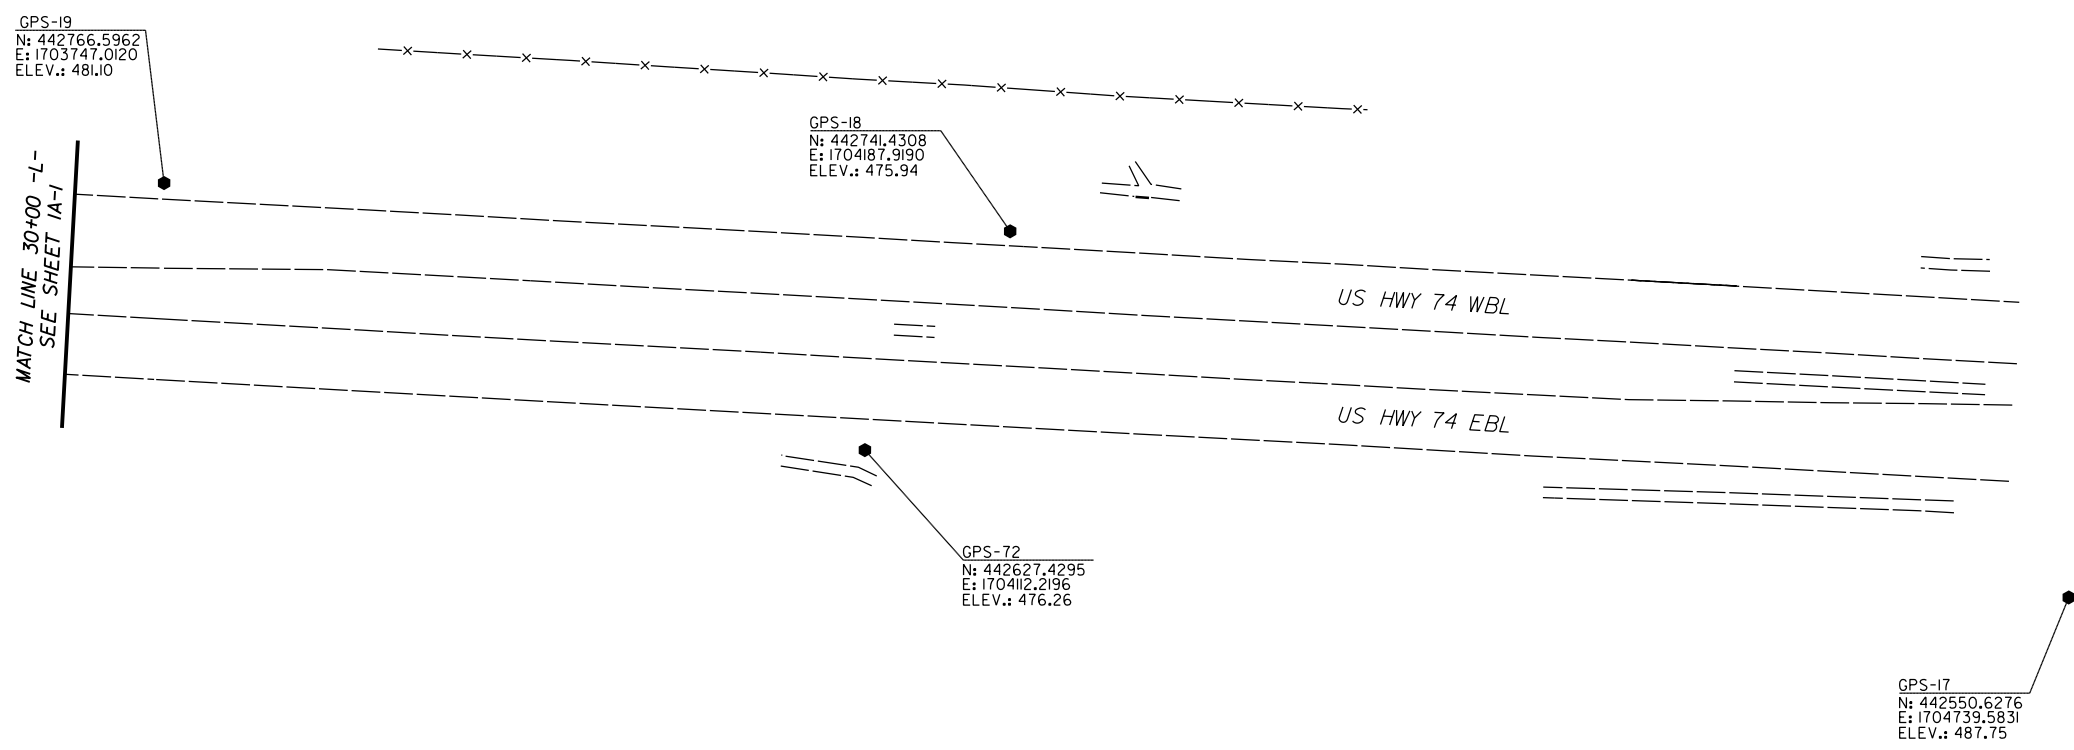 GPS-19
N: 442766.5962
E: 1703747.0120
ELEV.: 481.10
GPS-18
N: 442741.4308
E: 1704187.9190
ELEV.: 475.94
MATCH LINE 30+00 -L-
SEE SHEET 1A-1
US HWY 74 WBL
US HWY 74 EBL
GPS-72
N: 442627.4295
E: 1704112.2196
ELEV.: 476.26
GPS-17
N: 442550.6276
E: 1704739.5831
ELEV.: 487.75